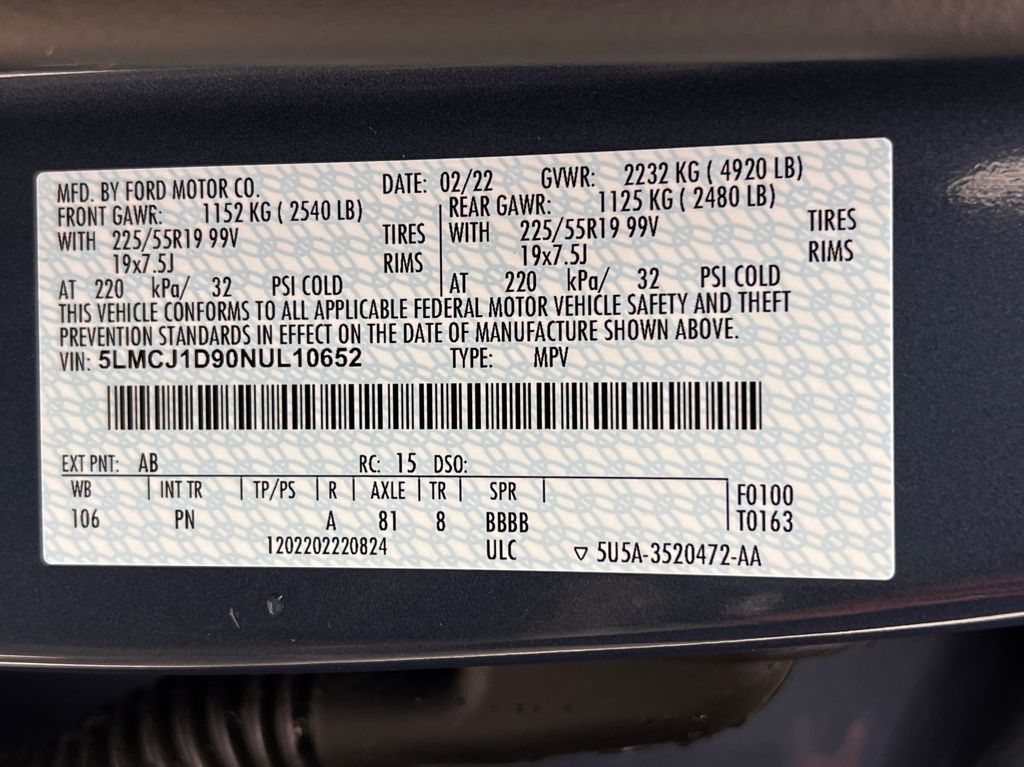 MFD. BY FORD MOTOR CO. DATE: 02/22 GVWR: 2232 KG ( 4920 LB)
FRONT GAWR: 1152 KG ( 2540 LB) REAR GAWR: 1125 KG ( 2480 LB)
WITH 225/55R19 99V TIRES WITH 225/55R19 99V TIRES
19x7.5J RIMS 19x7.5J RIMS
AT 220 kPa/ 32 PSI COLD AT 220 kPa/ 32 PSI COLD
THIS VEHICLE CONFORMS TO ALL APPLICABLE FEDERAL MOTOR VEHICLE SAFETY AND THEFT
PREVENTION STANDARDS IN EFFECT ON THE DATE OF MANUFACTURE SHOWN ABOVE.
VIN: 5LMCJ1D90NUL10652 TYPE: MPV
EXT PNT: AB RC: 15 DSO:
WB INT TR TP/PS R AXLE TR SPR F0100
106 PN A 81 8 BBBB T0163
1202202220824 ULC ▽ 5U5A-3520472-AA